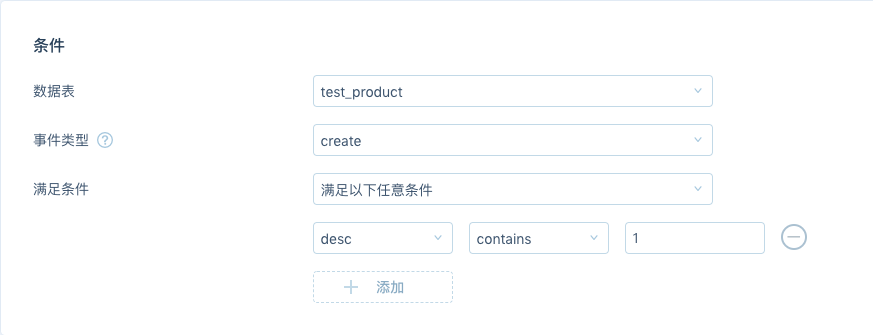 条件
数据表 test_product
事件类型 ? create
满足条件 满足以下任意条件
desc contains 1
添加